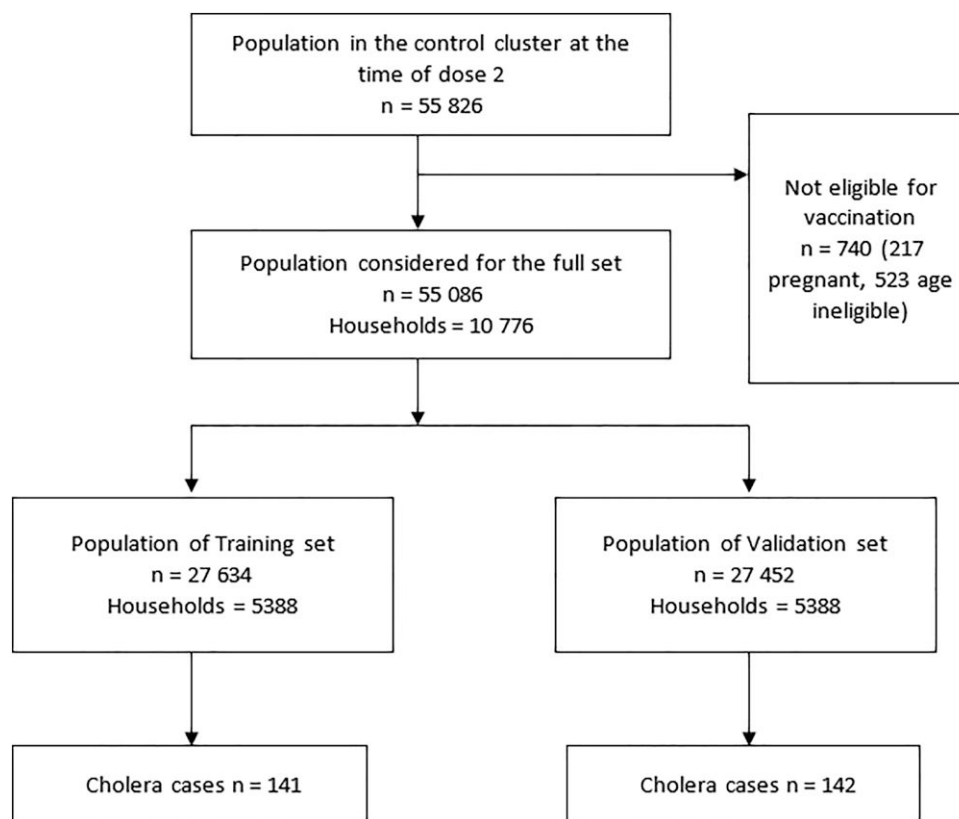 Population in the control cluster at the
time of dose 2
n = 55 826
Not eligible for
vaccination
n = 740 (217
pregnant, 523 age
ineligible)
Population considered for the full set
n = 55 086
Households = 10 776
Population of Training set
n = 27 634
Households = 5388
Population of Validation set
n = 27 452
Households = 5388
Cholera cases n = 141
Cholera cases n = 142